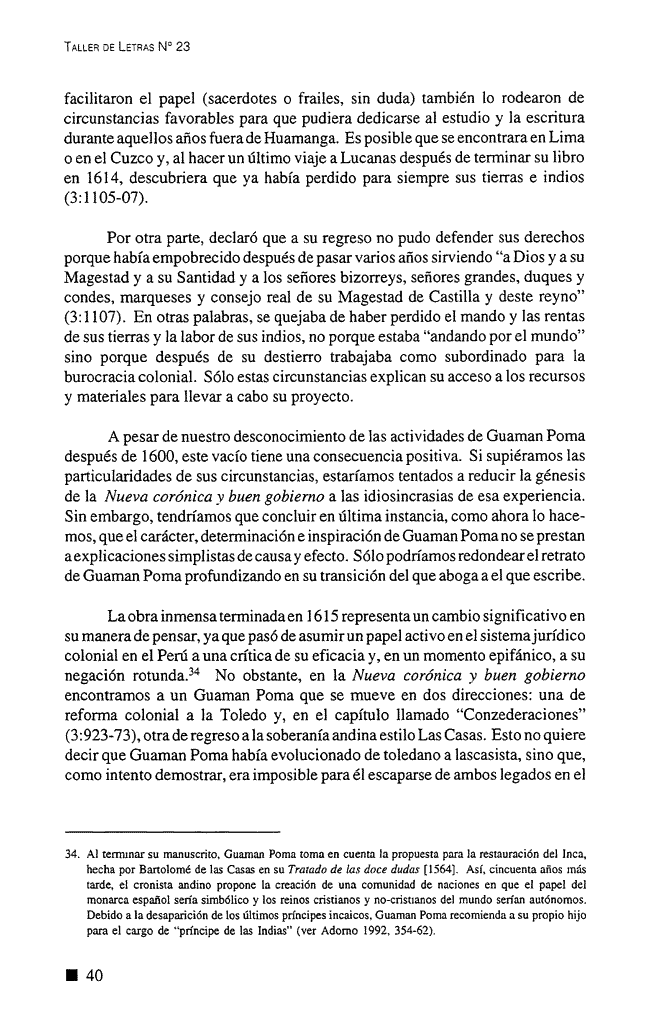 TALLER DE LETRAS Nº 23
facilitaron el papel (sacerdotes o frailes, sin duda) también lo rodearon de
circunstancias favorables para que pudiera dedicarse al estudio y la escritura
durante aquellos años fuera de Huamanga. Es posible que se encontrara en Lima
o en el Cuzco y, al hacer un último viaje a Lucanas después de terminar su libro
en 1614, descubriera que ya había perdido para siempre sus tierras e indios
(3:1105-07).
Por otra parte, declaró que a su regreso no pudo defender sus derechos
porque había empobrecido después de pasar varios años sirviendo “a Dios y a su
Magestad y a su Santidad y a los señores bizorreys, señores grandes, duques y
condes, marqueses y consejo real de su Magestad de Castilla y deste reyno”
(3:1107). En otras palabras, se quejaba de haber perdido el mando y las rentas
de sus tierras y la labor de sus indios, no porque estaba “andando por el mundo”
sino porque después de su destierro trabajaba como subordinado para la
burocracia colonial. Sólo estas circunstancias explican su acceso a los recursos
y materiales para llevar a cabo su proyecto.
A pesar de nuestro desconocimiento de las actividades de Guaman Poma
después de 1600, este vacío tiene una consecuencia positiva. Si supiéramos las
particularidades de sus circunstancias, estaríamos tentados a reducir la génesis
de la Nueva corónica y buen gobierno a las idiosincrasias de esa experiencia.
Sin embargo, tendríamos que concluir en última instancia, como ahora lo hace-
mos, que el carácter, determinación e inspiración de Guaman Poma no se prestan
a explicaciones simplistas de causa y efecto. Sólo podríamos redondear el retrato
de Guaman Poma profundizando en su transición del que aboga a el que escribe.
La obra inmensa terminada en 1615 representa un cambio significativo en
su manera de pensar, ya que pasó de asumir un papel activo en el sistema jurídico
colonial en el Perú a una crítica de su eficacia y, en un momento epifánico, a su
negación rotunda.34 No obstante, en la Nueva corónica y buen gobierno
encontramos a un Guaman Poma que se mueve en dos direcciones: una de
reforma colonial a la Toledo y, en el capítulo llamado “Conzederaciones”
(3:923-73), otra de regreso a la soberanía andina estilo Las Casas. Esto no quiere
decir que Guaman Poma había evolucionado de toledano a lascasista, sino que,
como intento demostrar, era imposible para él escaparse de ambos legados en el
34. Al terminar su manuscrito, Guaman Poma toma en cuenta la propuesta para la restauración del Inca,
hecha por Bartolomé de las Casas en su Tratado de las doce dudas [1564]. Así, cincuenta años más
tarde, el cronista andino propone la creación de una comunidad de naciones en que el papel del
monarca español sería simbólico y los reinos cristianos y no-cristianos del mundo serían autónomos.
Debido a la desaparición de los últimos príncipes incaicos, Guaman Poma recomienda a su propio hijo
para el cargo de “príncipe de las Indias” (ver Adorno 1992, 354-62).
■ 40